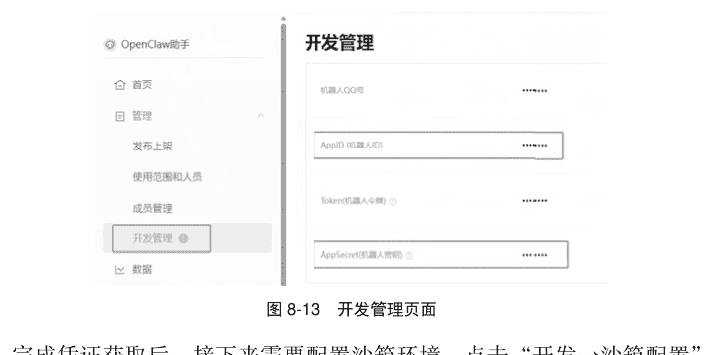 OpenClaw助手
首页
管理
发布上架
使用范围和人员
成员管理
开发管理
数据
开发管理
机器人QQ号
AppID (机器人ID)
Token(机器人令牌)
AppSecret(机器人密钥)
图 8-13 开发管理页面
完成凭证获取后，接下来需要配置沙箱环境。点击“开发→沙箱配置”